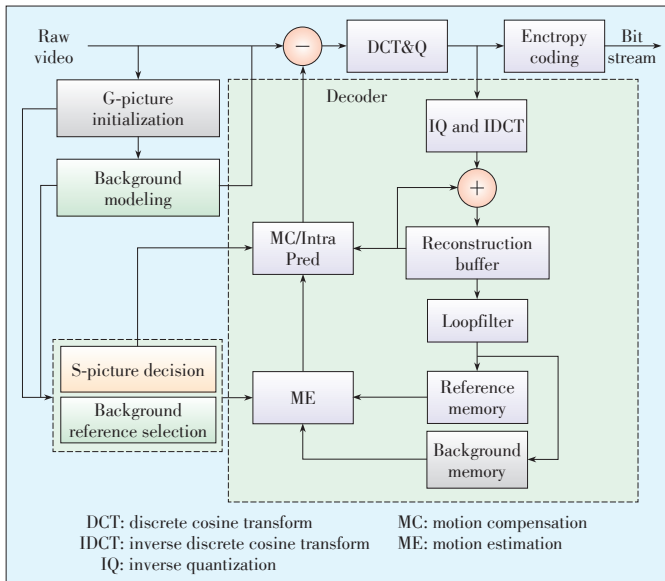 Raw
video
−
DCT&Q
Enctropy
coding
Bit
stream
G-picture
initialization
Decoder
IQ and IDCT
Background
modeling
+
MC/Intra
Pred
Reconstruction
buffer
Loopfilter
S-picture decision
Background
reference selection
ME
Reference
memory
Background
memory
DCT: discrete cosine transform
IDCT: inverse discrete cosine transform
IQ: inverse quantization
MC: motion compensation
ME: motion estimation